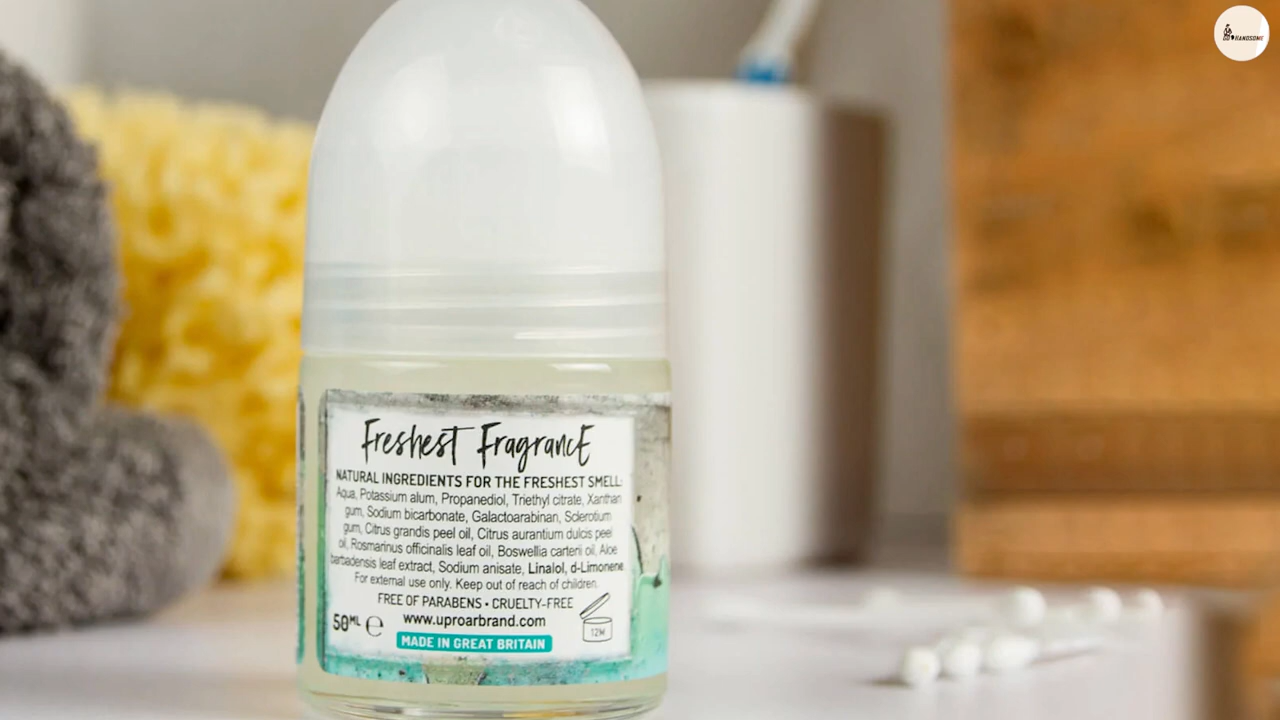 GO HANDSOME
Freshest Fragrance
NATURAL INGREDIENTS FOR THE FRESHEST SMELL:
Aqua, Potassium alum, Propanediol, Triethyl citrate, Xanthan
gum, Sodium bicarbonate, Galactoarabinan, Sclerotium
gum, Citrus grandis peel oil, Citrus aurantium dulcis peel
oil, Rosmarinus officinalis leaf oil, Boswellia carterii oil, Aloe
barbadensis leaf extract, Sodium anisate, Linalol, d-Limonene.
For external use only. Keep out of reach of children.
FREE OF PARABENS • CRUELTY-FREE
50ML ℮ www.uproarbrand.com 12M
MADE IN GREAT BRITAIN